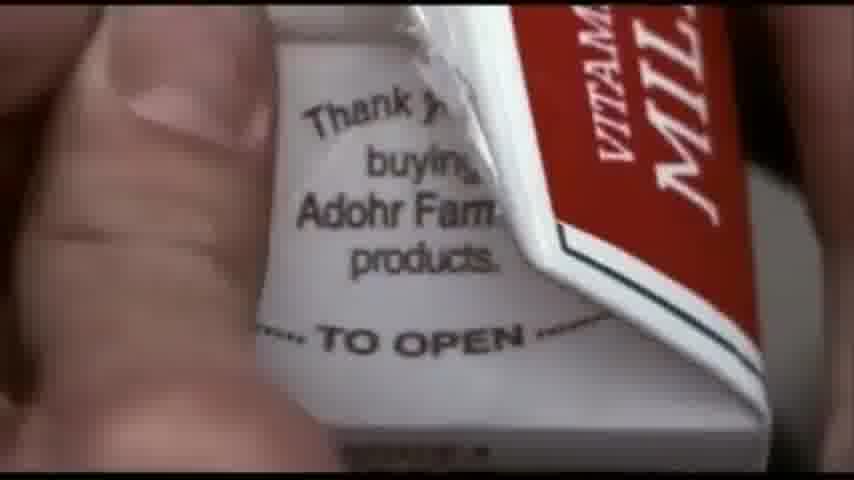 Thank y
buying
Adohr Farm
products.
TO OPEN
VITAM
MIL